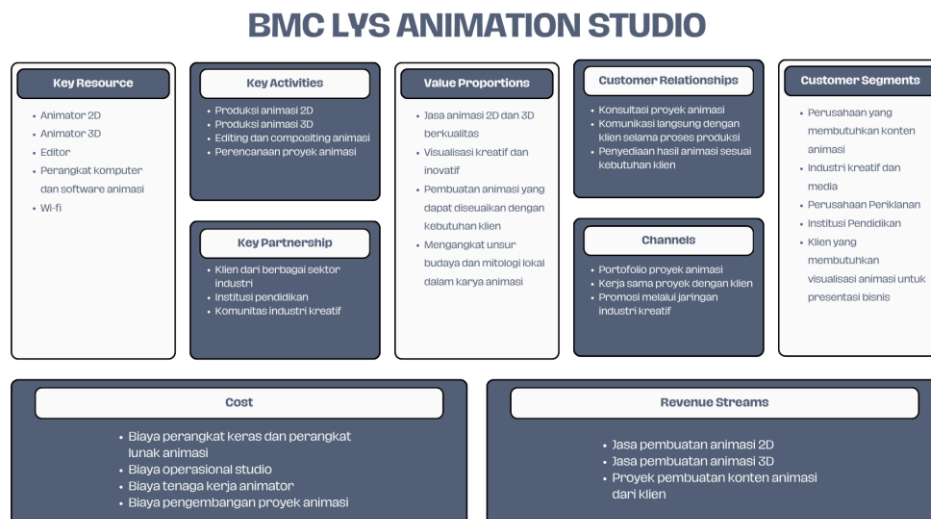 BMC LYS ANIMATION STUDIO
Key Resource
• Animator 2D
• Animator 3D
• Editor
• Perangkat komputer
dan software animasi
• Wi-fi
Key Activities
• Produksi animasi 2D
• Produksi animasi 3D
• Editing dan compositing animasi
• Perencanaan proyek animasi
Key Partnership
• Klien dari berbagai sektor
industri
• Institusi pendidikan
• Komunitas industri kreatif
Value Proportions
• Jasa animasi 2D dan 3D
berkualitas
• Visualisasi kreatif dan
inovatif
• Pembuatan animasi yang
dapat diseuaikan dengan
kebutuhan klien
• Mengangkat unsur
budaya dan mitologi lokal
dalam karya animasi
Customer Relationships
• Konsultasi proyek animasi
• Komunikasi langsung dengan
klien selama proses produksi
• Penyediaan hasil animasi sesuai
kebutuhan klien
Channels
• Portofolio proyek animasi
• Kerja sama proyek dengan klien
• Promosi melalui jaringan
industri kreatif
Customer Segments
• Perusahaan yang
membutuhkan konten
animasi
• Industri kreatif dan
media
• Perusahaan Periklanan
• Institusi Pendidikan
• Klien yang
membutuhkan
visualisasi animasi untuk
presentasi bisnis
Cost
• Biaya perangkat keras dan perangkat
lunak animasi
• Biaya operasional studio
• Biaya tenaga kerja animator
• Biaya pengembangan proyek animasi
Revenue Streams
• Jasa pembuatan animasi 2D
• Jasa pembuatan animasi 3D
• Proyek pembuatan konten animasi
dari klien